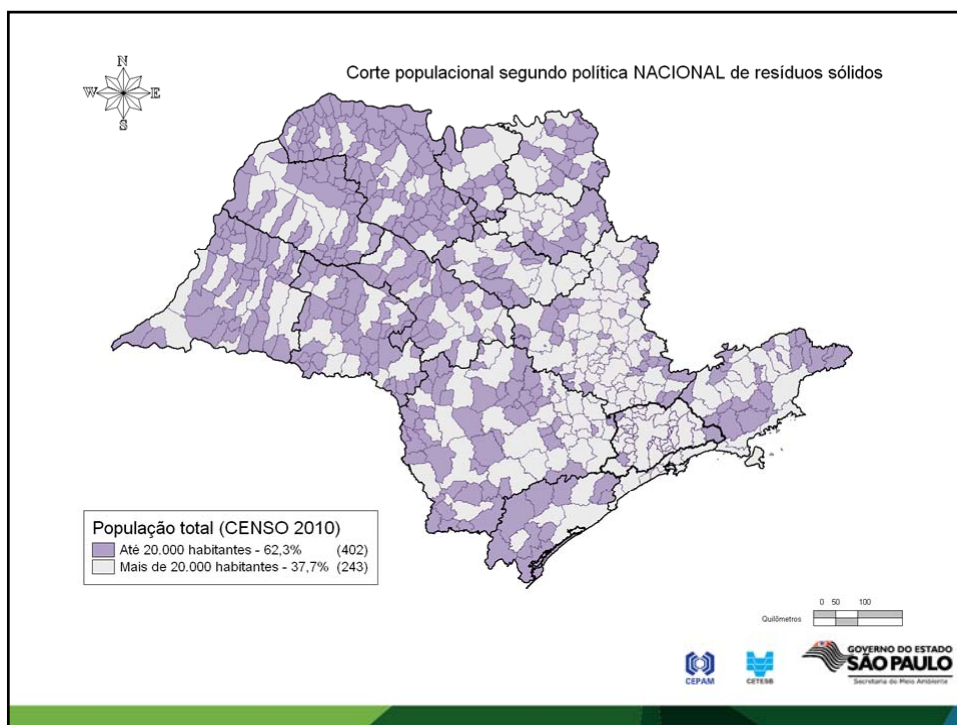 Corte populacional segundo política NACIONAL de resíduos sólidos
N
W E
S
População total (CENSO 2010)
Até 20.000 habitantes - 62,3% (402)
Mais de 20.000 habitantes - 37,7% (243)
0 50 100
Quilômetros
CEPAM
CETESB
GOVERNO DO ESTADO
SÃO PAULO
Secretaria do Meio Ambiente